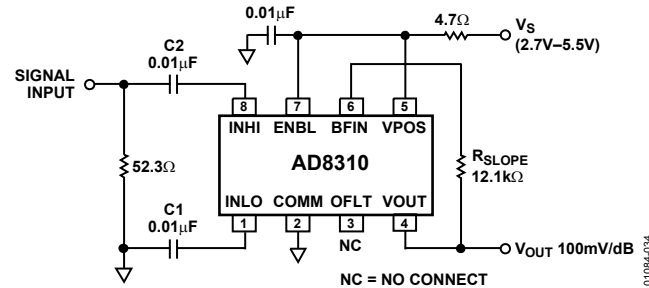 0.01μF
4.7Ω
VS
(2.7V–5.5V)
C2
0.01μF
SIGNAL
INPUT
8 7 6 5
INHI ENBL BFIN VPOS
AD8310
RSLOPE
12.1kΩ
52.3Ω
C1
0.01μF
INLO COMM OFLT VOUT
1 2 3 4
NC
VOUT 100mV/dB
NC = NO CONNECT
01084-034